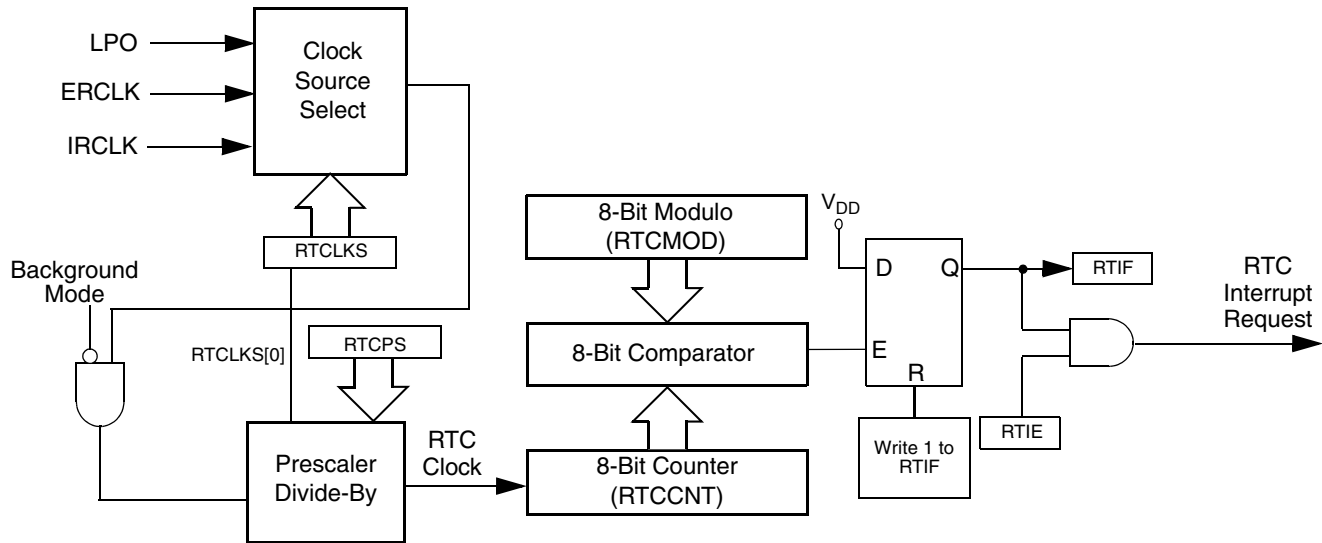 LPO
ERCLK
IRCLK
Clock
Source
Select
RTCLKS
Background
Mode
RTCLKS[0]
RTCPS
Prescaler
Divide-By
RTC
Clock
8-Bit Modulo
(RTCMOD)
8-Bit Comparator
8-Bit Counter
(RTCCNT)
VDD
D
Q
E
R
Write 1 to
RTIF
RTIF
RTIE
RTC
Interrupt
Request